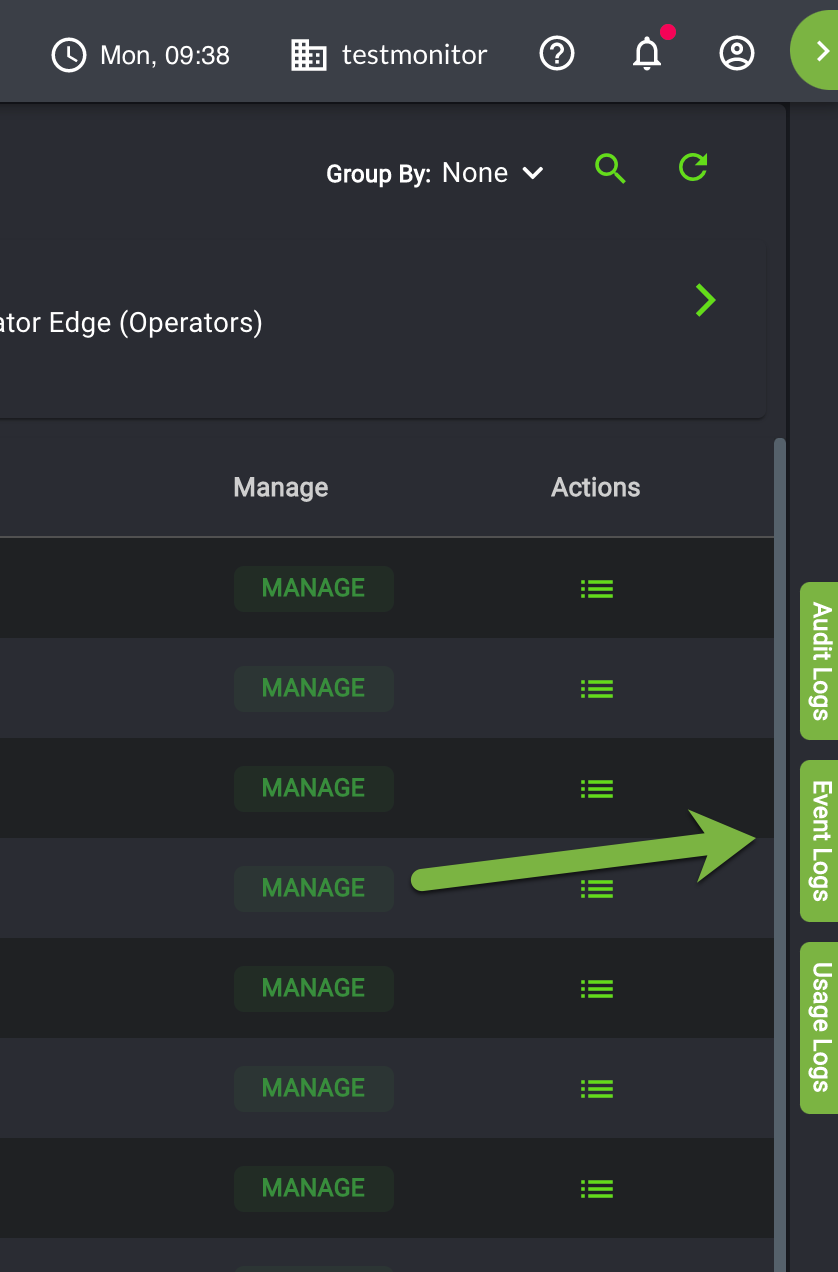 Mon, 09:38
testmonitor
Group By: None
ator Edge (Operators)
Manage
Actions
MANAGE
MANAGE
MANAGE
MANAGE
MANAGE
MANAGE
MANAGE
Audit Logs
Event Logs
Usage Logs